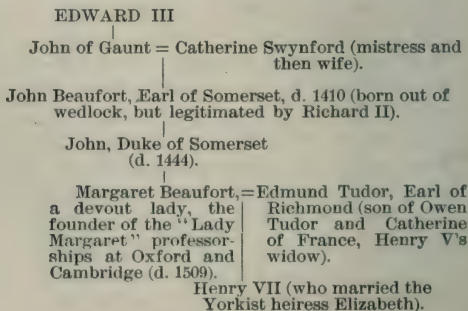 EDWARD III
John of Gaunt = Catherine Swynford (mistress and
then wife).
John Beaufort, Earl of Somerset, d. 1410 (born out of
wedlock, but legitimated by Richard II).
John, Duke of Somerset
(d. 1444).
Margaret Beaufort,=Edmund Tudor, Earl of
a devout lady, the Richmond (son of Owen
founder of the "Lady Tudor and Catherine
Margaret" professor- of France, Henry V's
ships at Oxford and widow).
Cambridge (d. 1509).
Henry VII (who married the
Yorkist heiress Elizabeth).